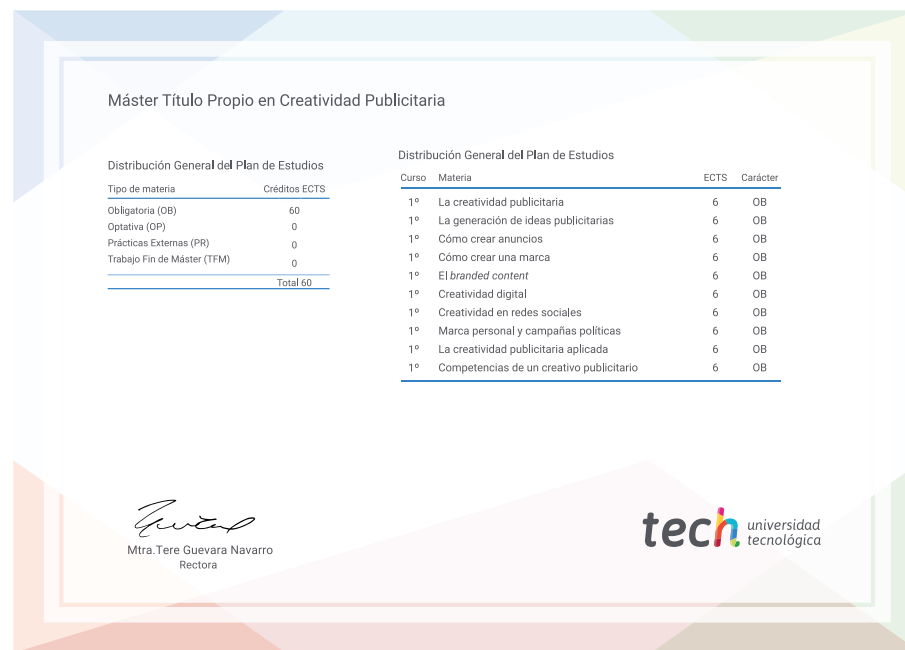 Máster Título Propio en Creatividad Publicitaria
Distribución General del Plan de Estudios
Tipo de materia Créditos ECTS
Obligatoria (OB) 60
Optativa (OP) 0
Prácticas Externas (PR) 0
Trabajo Fin de Máster (TFM) 0
Total 60
Distribución General del Plan de Estudios
Curso Materia ECTS Carácter
1º La creatividad publicitaria 6 OB
1º La generación de ideas publicitarias 6 OB
1º Cómo crear anuncios 6 OB
1º Cómo crear una marca 6 OB
1º El branded content 6 OB
1º Creatividad digital 6 OB
1º Creatividad en redes sociales 6 OB
1º Marca personal y campañas políticas 6 OB
1º La creatividad publicitaria aplicada 6 OB
1º Competencias de un creativo publicitario 6 OB
Mtra.Tere Guevara Navarro
Rectora
tech universidad
tecnológica